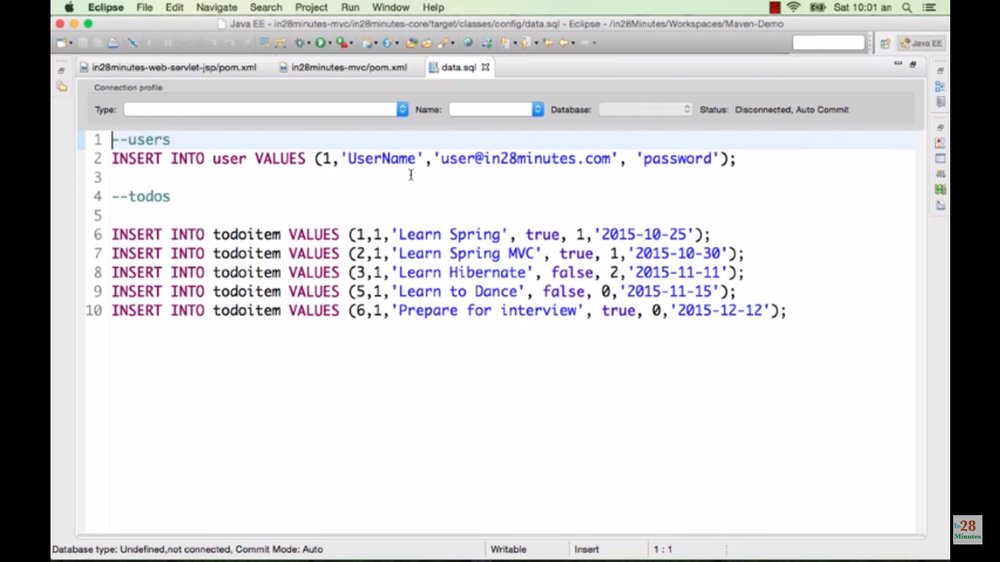 Eclipse File Edit Navigate Search Project Run Window Help Sat 10:01 an
Java EE - in28minutes-mvc/in28minutes-core/target/classes/config/data.sql - Eclipse - /in28Minutes/Workspaces/Maven-Demo
Java EE
in28minutes-web-servlet-jsp/pom.xml in28minutes-mvc/pom.xml data.sql
Connection profile
Type: Name: Database: Status: Disconnected, Auto Commit
1 --users
2 INSERT INTO user VALUES (1,'UserName','user@in28minutes.com', 'password');
3
4 --todos
5
6 INSERT INTO todoitem VALUES (1,1,'Learn Spring', true, 1,'2015-10-25');
7 INSERT INTO todoitem VALUES (2,1,'Learn Spring MVC', true, 1,'2015-10-30');
8 INSERT INTO todoitem VALUES (3,1,'Learn Hibernate', false, 2,'2015-11-11');
9 INSERT INTO todoitem VALUES (5,1,'Learn to Dance', false, 0,'2015-11-15');
10 INSERT INTO todoitem VALUES (6,1,'Prepare for interview', true, 0,'2015-12-12');
In28
Minutes
Database type: Undefined,not connected, Commit Mode: Auto Writable Insert 1 : 1